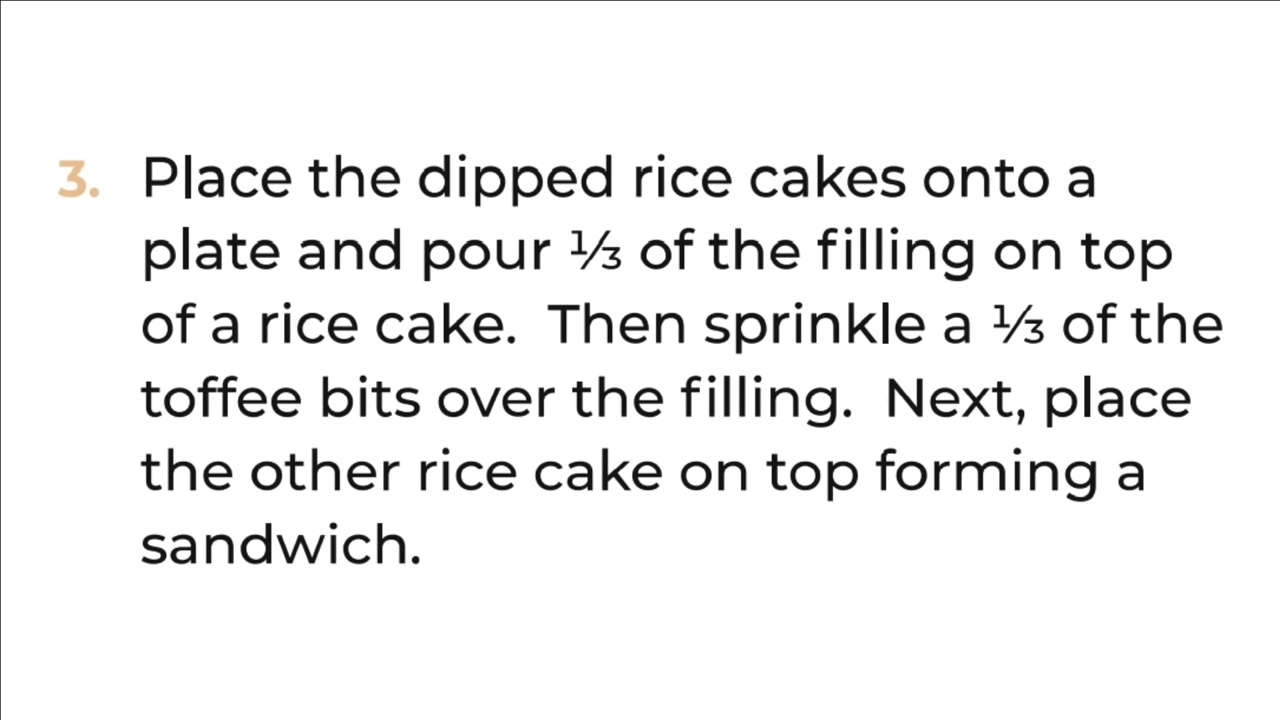 3. Place the dipped rice cakes onto a
plate and pour ⅓ of the filling on top
of a rice cake.  Then sprinkle a ⅓ of the
toffee bits over the filling.  Next, place
the other rice cake on top forming a
sandwich.